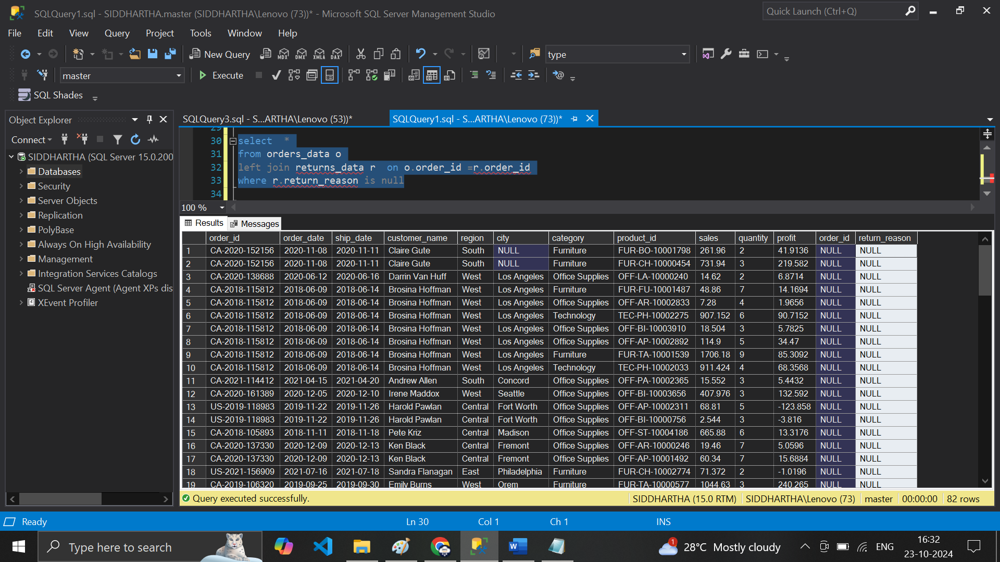 SQLQuery1.sql - SIDDHARTHA.master (SIDDHARTHA\Lenovo (73))* - Microsoft SQL Server Management Studio
Quick Launch (Ctrl+Q)
File Edit View Query Project Tools Window Help
New Query MDX DMX XMLA DAX type
master Execute
SQL Shades
Object Explorer
Connect
SIDDHARTHA (SQL Server 15.0.200
Databases
Security
Server Objects
Replication
PolyBase
Always On High Availability
Management
Integration Services Catalogs
SQL Server Agent (Agent XPs dis
XEvent Profiler
SQLQuery3.sql - S...ARTHA\Lenovo (53))* SQLQuery1.sql - S...ARTHA\Lenovo (73))*
29
30 select *
31 from orders_data o
32 left join returns_data r on o.order_id =r.order_id
33 where r.return_reason is null
34
100 %
Results Messages
order_id order_date ship_date customer_name region city category product_id sales quantity profit order_id return_reason
1 CA-2020-152156 2020-11-08 2020-11-11 Claire Gute South NULL Furniture FUR-BO-10001798 261.96 2 41.9136 NULL NULL
2 CA-2020-152156 2020-11-08 2020-11-11 Claire Gute South NULL Furniture FUR-CH-10000454 731.94 3 219.582 NULL NULL
3 CA-2020-138688 2020-06-12 2020-06-16 Darrin Van Huff West Los Angeles Office Supplies OFF-LA-10000240 14.62 2 6.8714 NULL NULL
4 CA-2018-115812 2018-06-09 2018-06-14 Brosina Hoffman West Los Angeles Furniture FUR-FU-10001487 48.86 7 14.1694 NULL NULL
5 CA-2018-115812 2018-06-09 2018-06-14 Brosina Hoffman West Los Angeles Office Supplies OFF-AR-10002833 7.28 4 1.9656 NULL NULL
6 CA-2018-115812 2018-06-09 2018-06-14 Brosina Hoffman West Los Angeles Technology TEC-PH-10002275 907.152 6 90.7152 NULL NULL
7 CA-2018-115812 2018-06-09 2018-06-14 Brosina Hoffman West Los Angeles Office Supplies OFF-BI-10003910 18.504 3 5.7825 NULL NULL
8 CA-2018-115812 2018-06-09 2018-06-14 Brosina Hoffman West Los Angeles Office Supplies OFF-AP-10002892 114.9 5 34.47 NULL NULL
9 CA-2018-115812 2018-06-09 2018-06-14 Brosina Hoffman West Los Angeles Furniture FUR-TA-10001539 1706.18 9 85.3092 NULL NULL
10 CA-2018-115812 2018-06-09 2018-06-14 Brosina Hoffman West Los Angeles Technology TEC-PH-10002033 911.424 4 68.3568 NULL NULL
11 CA-2021-114412 2021-04-15 2021-04-20 Andrew Allen South Concord Office Supplies OFF-PA-10002365 15.552 3 5.4432 NULL NULL
12 CA-2020-161389 2020-12-05 2020-12-10 Irene Maddox West Seattle Office Supplies OFF-BI-10003656 407.976 3 132.592 NULL NULL
13 US-2019-118983 2019-11-22 2019-11-26 Harold Pawlan Central Fort Worth Office Supplies OFF-AP-10002311 68.81 5 -123.858 NULL NULL
14 US-2019-118983 2019-11-22 2019-11-26 Harold Pawlan Central Fort Worth Office Supplies OFF-BI-10000756 2.544 3 -3.816 NULL NULL
15 CA-2018-105893 2018-11-11 2018-11-18 Pete Kriz Central Madison Office Supplies OFF-ST-10004186 665.88 6 13.3176 NULL NULL
16 CA-2020-137330 2020-12-09 2020-12-13 Ken Black Central Fremont Office Supplies OFF-AR-10000246 19.46 7 5.0596 NULL NULL
17 CA-2020-137330 2020-12-09 2020-12-13 Ken Black Central Fremont Office Supplies OFF-AP-10001492 60.34 7 15.6884 NULL NULL
18 US-2021-156909 2021-07-16 2021-07-18 Sandra Flanagan East Philadelphia Furniture FUR-CH-10002774 71.372 2 -1.0196 NULL NULL
19 CA-2019-106320 2019-09-25 2019-09-30 Emily Burns West Orem Furniture FUR-TA-10000577 1044.63 3 240.265 NULL NULL
Query executed successfully. SIDDHARTHA (15.0 RTM) SIDDHARTHA\Lenovo (73) master 00:00:00 82 rows
Ready Ln 30 Col 1 Ch 1 INS
Type here to search 1 28°C Mostly cloudy ENG 16:32
23-10-2024